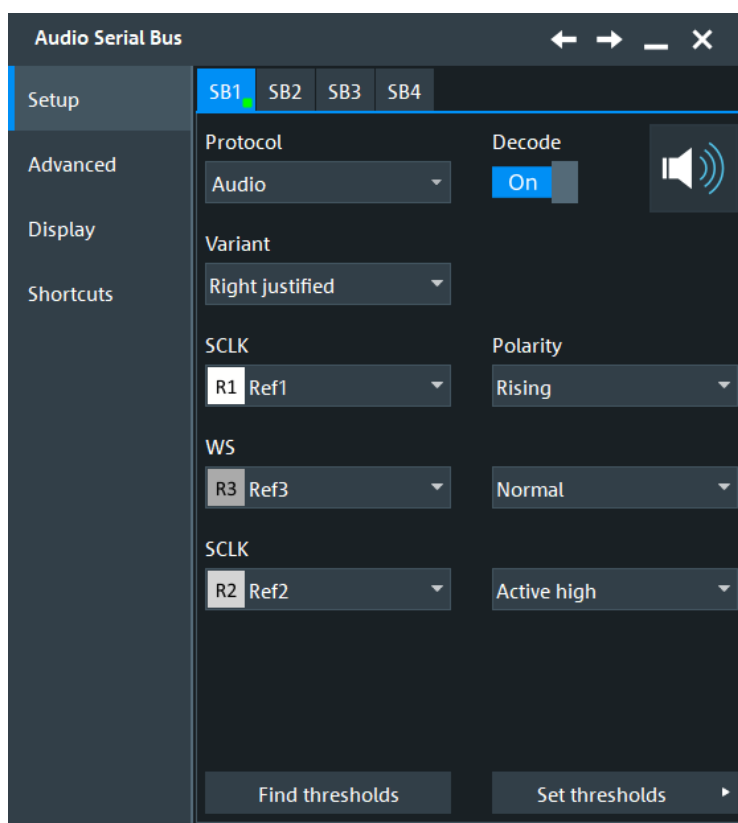 Audio Serial Bus
Setup
Advanced
Display
Shortcuts
SB1 SB2 SB3 SB4
Protocol Decode
Audio On
Variant
Right justified
SCLK Polarity
R1 Ref1 Rising
WS
R3 Ref3 Normal
SCLK
R2 Ref2 Active high
Find thresholds Set thresholds